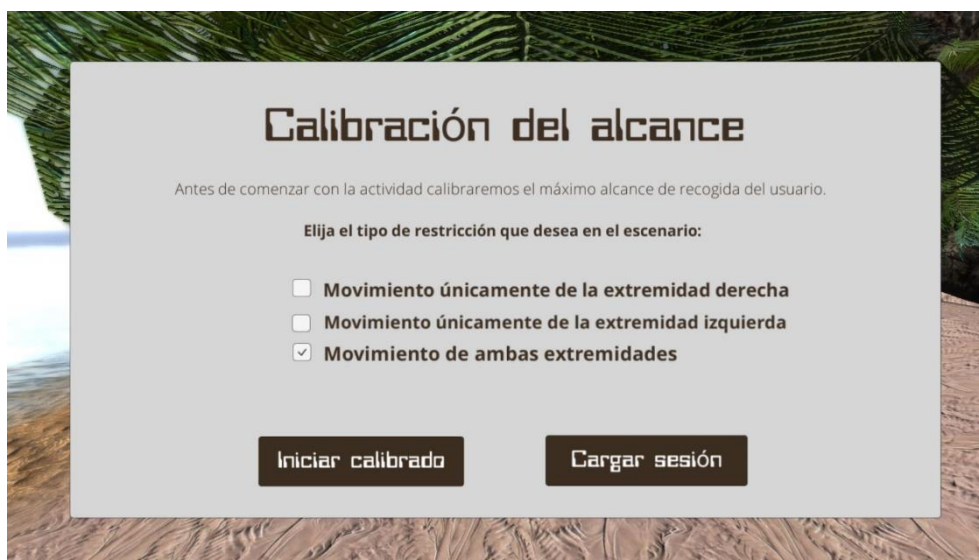 Calibración del alcance
Antes de comenzar con la actividad calibraremos el máximo alcance de recogida del usuario.
Elija el tipo de restricción que desea en el escenario:
Movimiento únicamente de la extremidad derecha
Movimiento únicamente de la extremidad izquierda
Movimiento de ambas extremidades
Iniciar calibrado
Cargar sesión